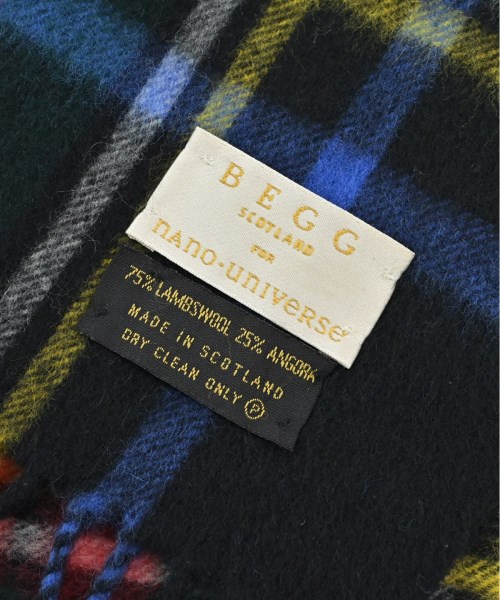 BEGG
SCOTLAND
FOR
nano·universe
75% LAMBSWOOL 25% ANGORA
MADE IN SCOTLAND
DRY CLEAN ONLY Ⓟ